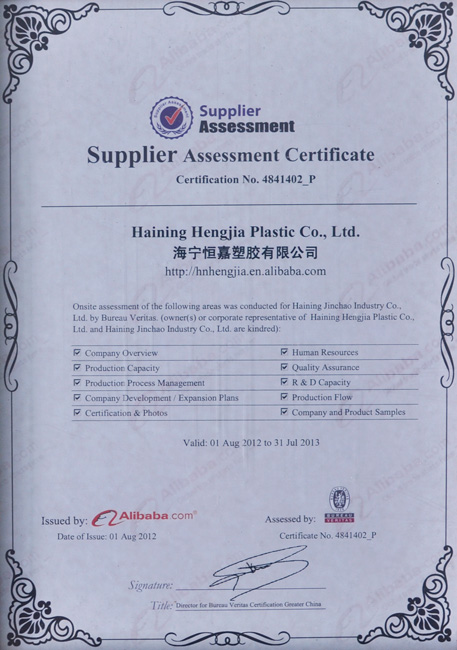 Supplier
Assessment
Supplier Assessment Certificate
Certification No. 4841402_P
Haining Hengjia Plastic Co., Ltd.
海宁恒嘉塑胶有限公司
http://hnhengjia.en.alibaba.com
Onsite assessment of the following areas was conducted for Haining Jinchao Industry Co.,
Ltd. by Bureau Veritas. (owner(s) or corporate representative of Haining Hengjia Plastic Co.,
Ltd. and Haining Jinchao Industry Co., Ltd. are kindred):
Company Overview Human Resources
Production Capacity Quality Assurance
Production Process Management R & D Capacity
Company Development / Expansion Plans Production Flow
Certification & Photos Company and Product Samples
Valid: 01 Aug 2012 to 31 Jul 2013
Issued by: Alibaba.com® Assessed by: BUREAU VERITAS
Date of Issue: 01 Aug 2012 Certificate No. 4841402_P
Signature:
Title: Director for Bureau Veritas Certification Greater China